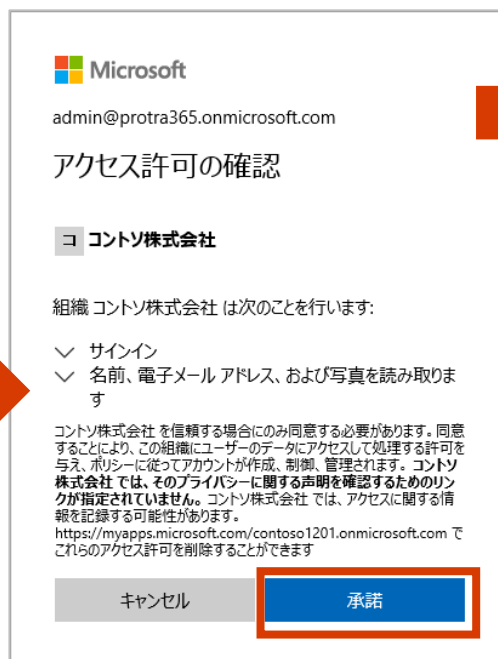 Microsoft
admin@protra365.onmicrosoft.com
アクセス許可の確認
コ コントソ株式会社
組織 コントソ株式会社 は次のことを行います:
サインイン
名前、電子メール アドレス、および写真を読み取りま
す
コントソ株式会社 を信頼する場合にのみ同意する必要があります。同意
することにより、この組織にユーザーのデータにアクセスして処理する許可を
与え、ポリシーに従ってアカウントが作成、制御、管理されます。コントソ
株式会社 では、そのプライバシーに関する声明を確認するためのリン
クが指定されていません。コントソ株式会社 では、アクセスに関する情
報を記録する可能性があります。
https://myapps.microsoft.com/contoso1201.onmicrosoft.com で
これらのアクセス許可を削除することができます
キャンセル
承諾